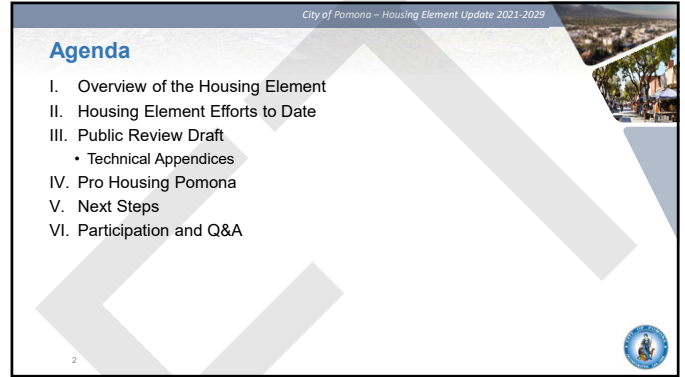 City of Pomona – Housing Element Update 2021-2029
Agenda
I. Overview of the Housing Element
II. Housing Element Efforts to Date
III. Public Review Draft
• Technical Appendices
IV. Pro Housing Pomona
V. Next Steps
VI. Participation and Q&A
2